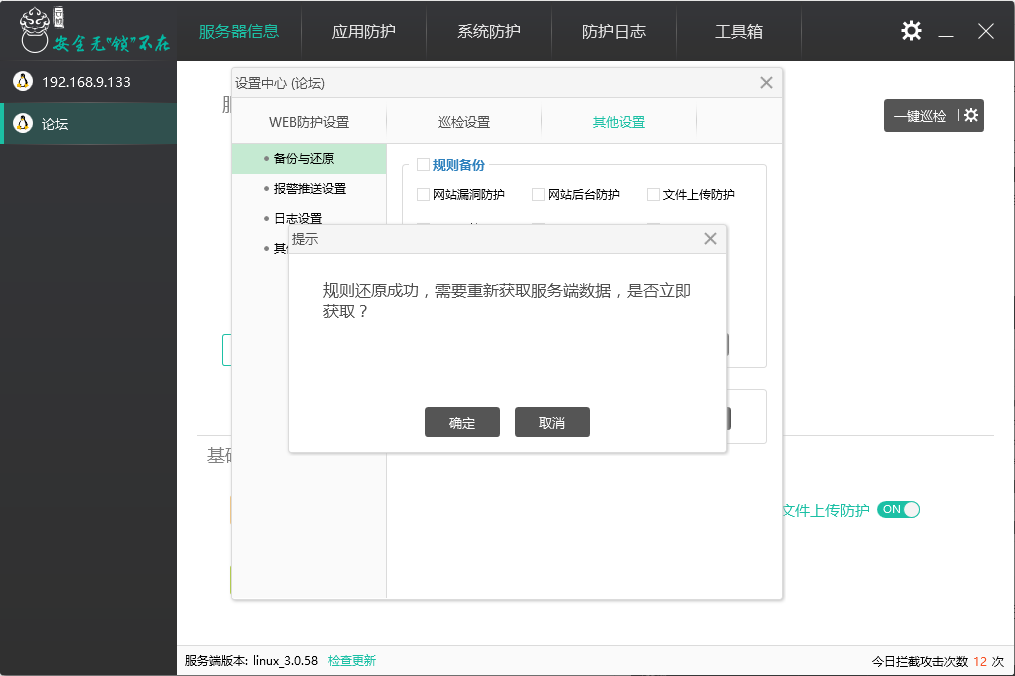 安全无"锁"不在
服务器信息
应用防护
系统防护
防护日志
工具箱
192.168.9.133
论坛
一键巡检
设置中心 (论坛)
WEB防护设置
巡检设置
其他设置
备份与还原
报警推送设置
日志设置
规则备份
网站漏洞防护
网站后台防护
文件上传防护
提示
规则还原成功，需要重新获取服务端数据，是否立即
获取？
确定
取消
基础
文件上传防护
ON
服务端版本: linux_3.0.58
检查更新
今日拦截攻击次数 12 次